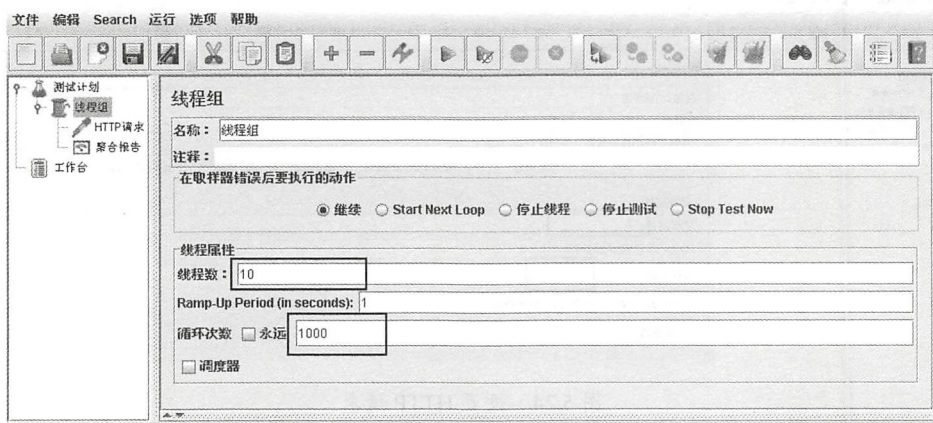 文件 编辑 Search 运行 选项 帮助
测试计划
线程组
HTTP请求
聚合报告
工作台
线程组
名称： 线程组
注释：
在取样器错误后要执行的动作
继续 Start Next Loop 停止线程 停止测试 Stop Test Now
线程属性
线程数： 10
Ramp-Up Period (in seconds): 1
循环次数 永远 1000
调度器